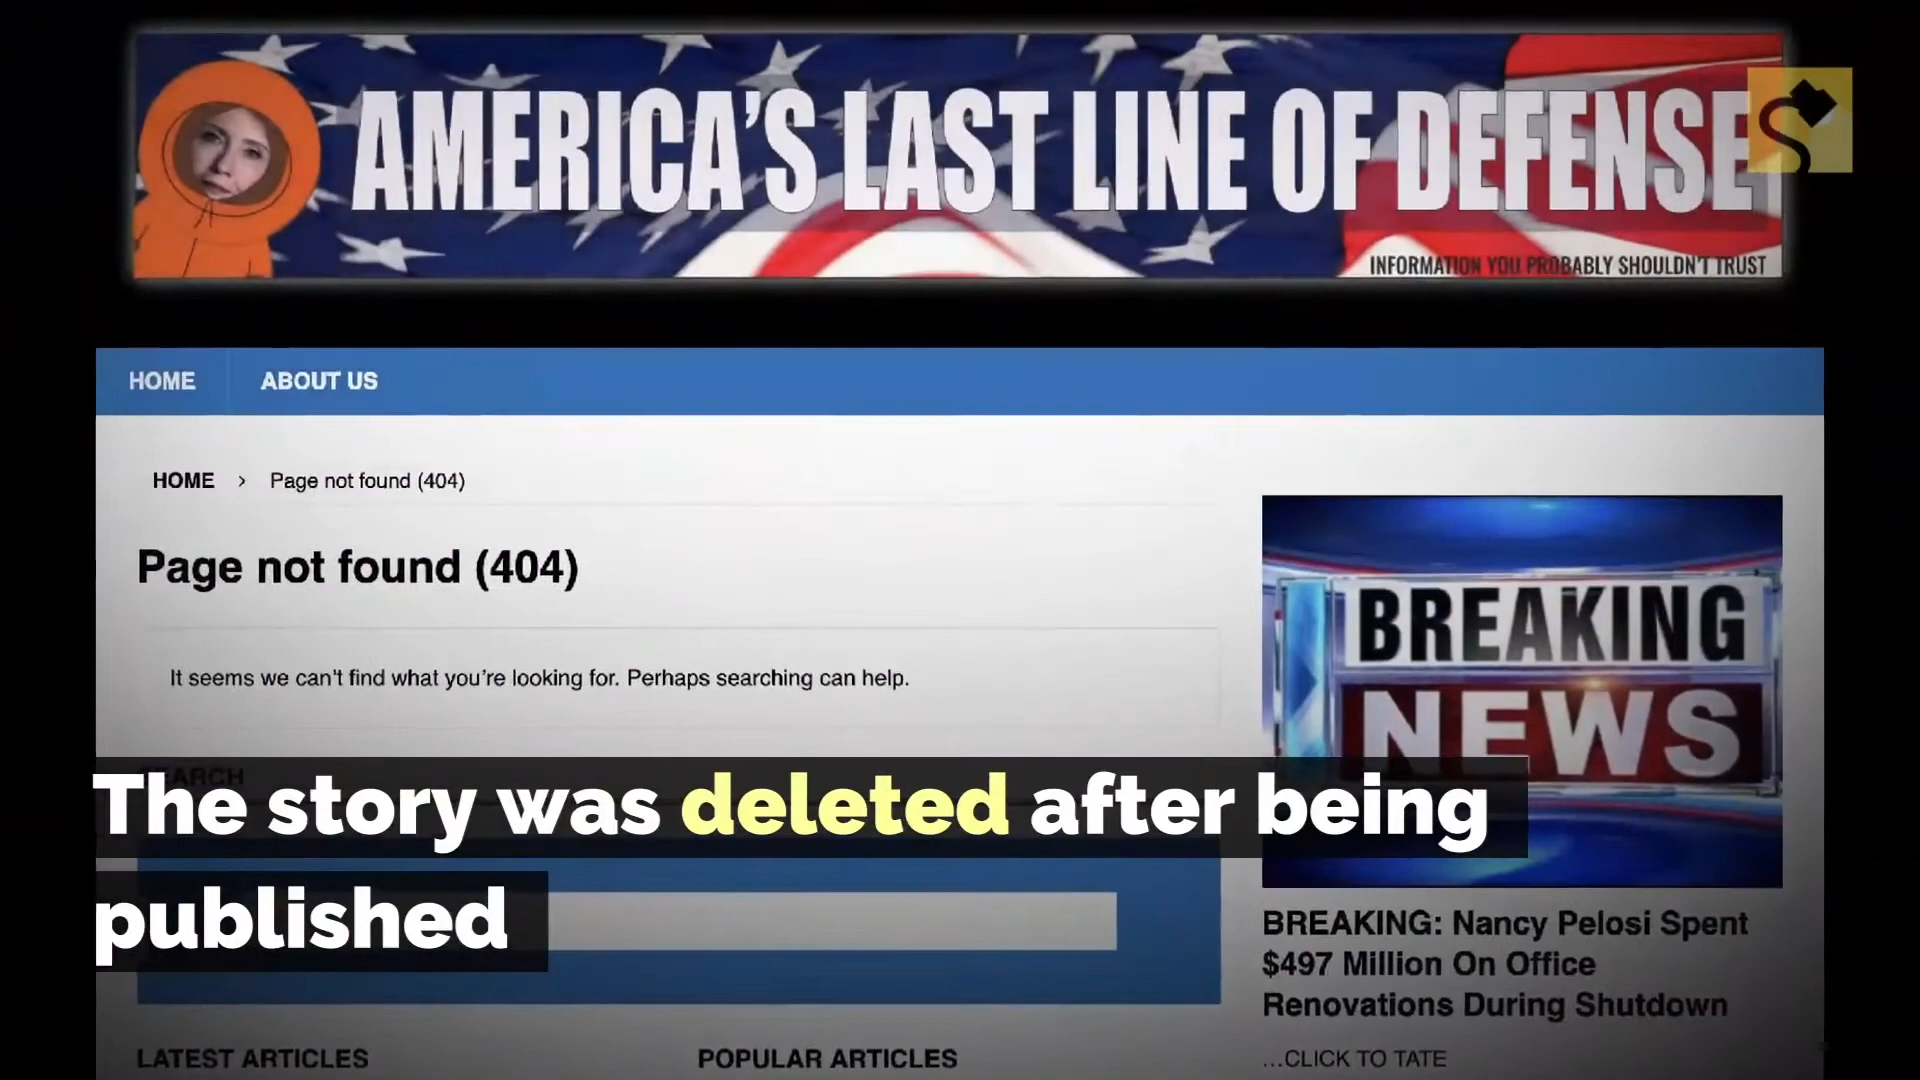 AMERICA'S LAST LINE OF DEFENSE
INFORMATION YOU PROBABLY SHOULDN'T TRUST
HOME
ABOUT US
HOME › Page not found (404)
Page not found (404)
It seems we can't find what you're looking for. Perhaps searching can help.
SEARCH
The story was deleted after being
published
LATEST ARTICLES
POPULAR ARTICLES
BREAKING
NEWS
BREAKING: Nancy Pelosi Spent
$497 Million On Office
Renovations During Shutdown
...CLICK TO TATE